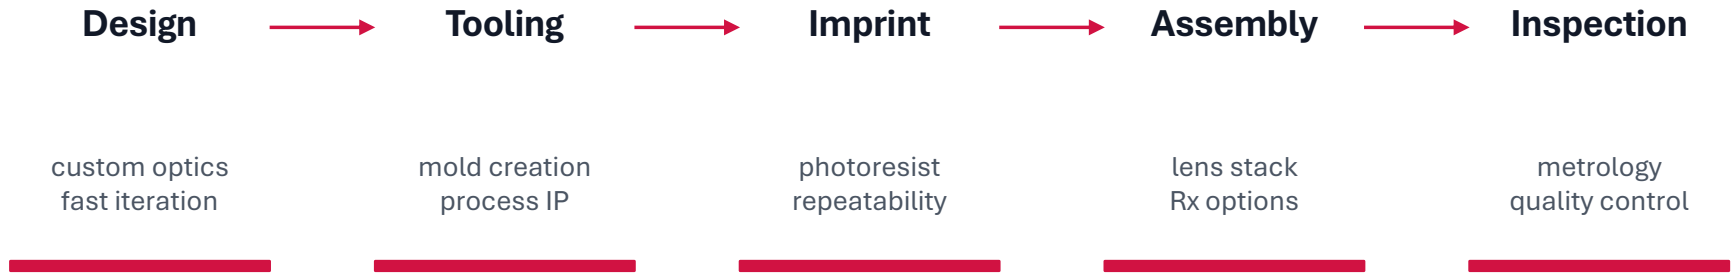 Design
Tooling
Imprint
Assembly
Inspection
custom optics
fast iteration
mold creation
process IP
photoresist
repeatability
lens stack
Rx options
metrology
quality control